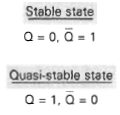 Stable state
Q = 0, Q̅ = 1
Quasi-stable state
Q = 1, Q̅ = 0